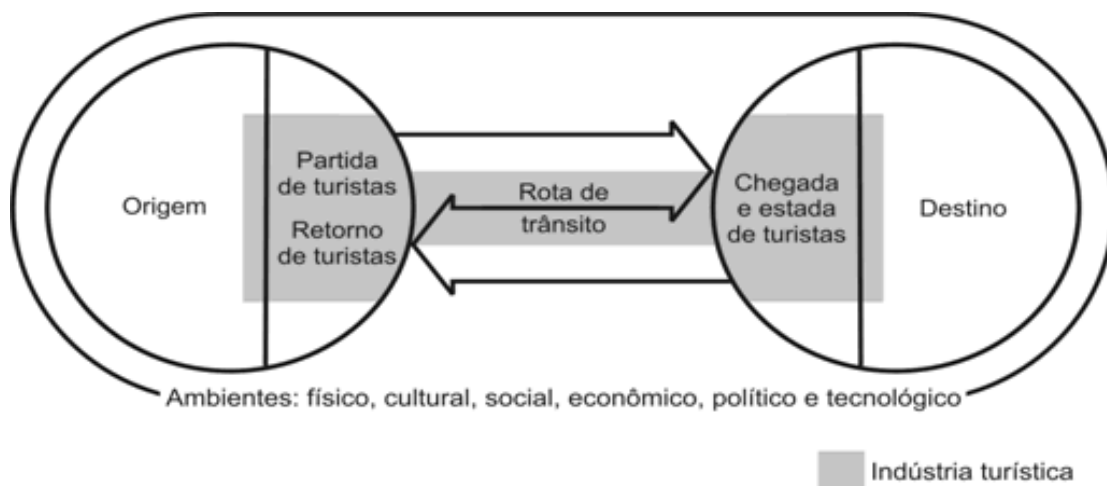 Origem
Partida
de turistas
Retorno
de turistas
Rota de
trânsito
Chegada
e estada
de turistas
Destino
Ambientes: físico, cultural, social, econômico, político e tecnológico
Indústria turística